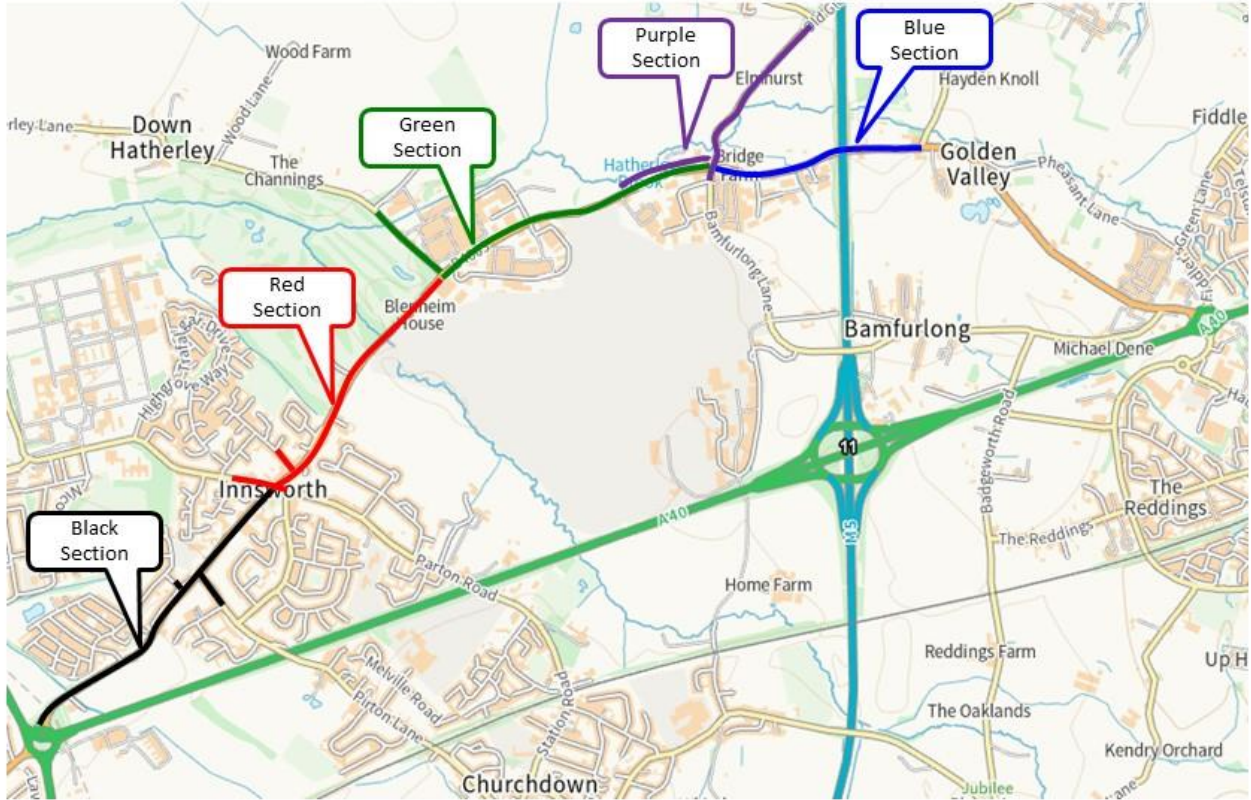 Purple
Section
Blue
Section
Wood Farm
Wood Lane
Elmhurst
Hayden Knoll
Green
Section
Down
Hatherley
The
Channings
Bridge
Golden
Valley
Pheasant Lane
Fiddle
Green Lane
Red
Section
Blenheim
House
Bamfurlong Lane
Bamfurlong
Michael Dene
A40
11
Innsworth
Badgeworth Road
The
Reddings
Black
Section
A40
M5
The Reddings
Parton Road
Home Farm
Melville Road
Pirton Lane
Station Road
Reddings Farm
Up H
The Oaklands
Kendry Orchard
Churchdown
Jubilee